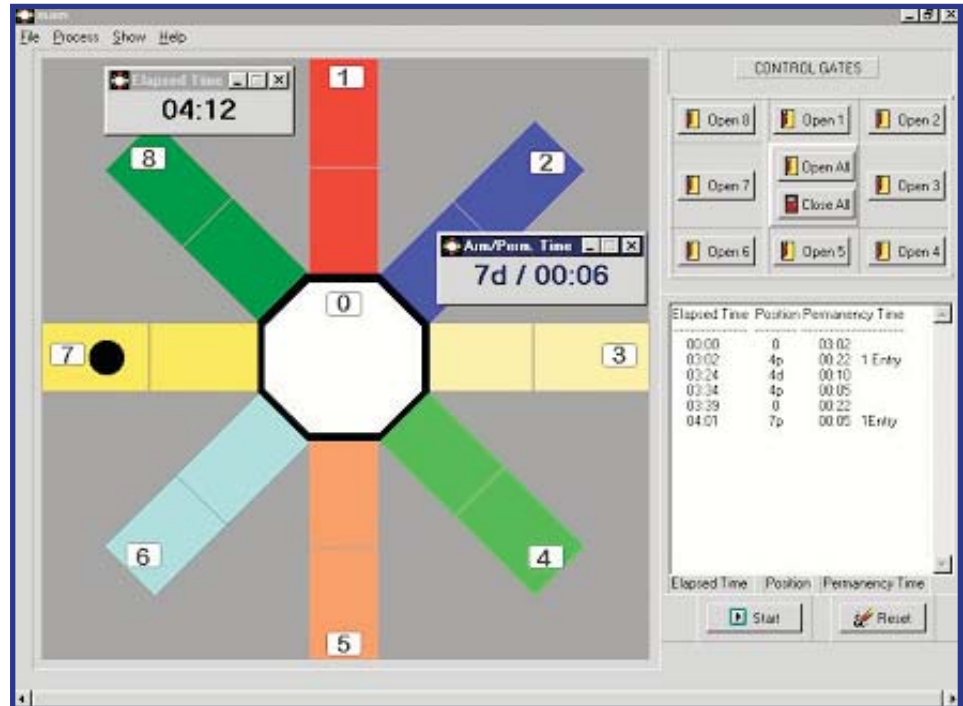 main
File Process Show Help
Elapsed Time
04:12
1
8
2
Arm/Perm. Time
7d / 00:06
0
7
3
6
4
5
CONTROL GATES
Open 8 Open 1 Open 2
Open 7 Open All Open 3
Close All
Open 6 Open 5 Open 4
Elapsed Time Position Permanency Time
00:00 0 03:02
03:02 4p 00:22 1 Entry
03:24 4d 00:10
03:34 4p 00:05
03:39 0 00:22
04:01 7p 00:05 1Entry
Elapsed Time Position Permanency Time
Start Reset